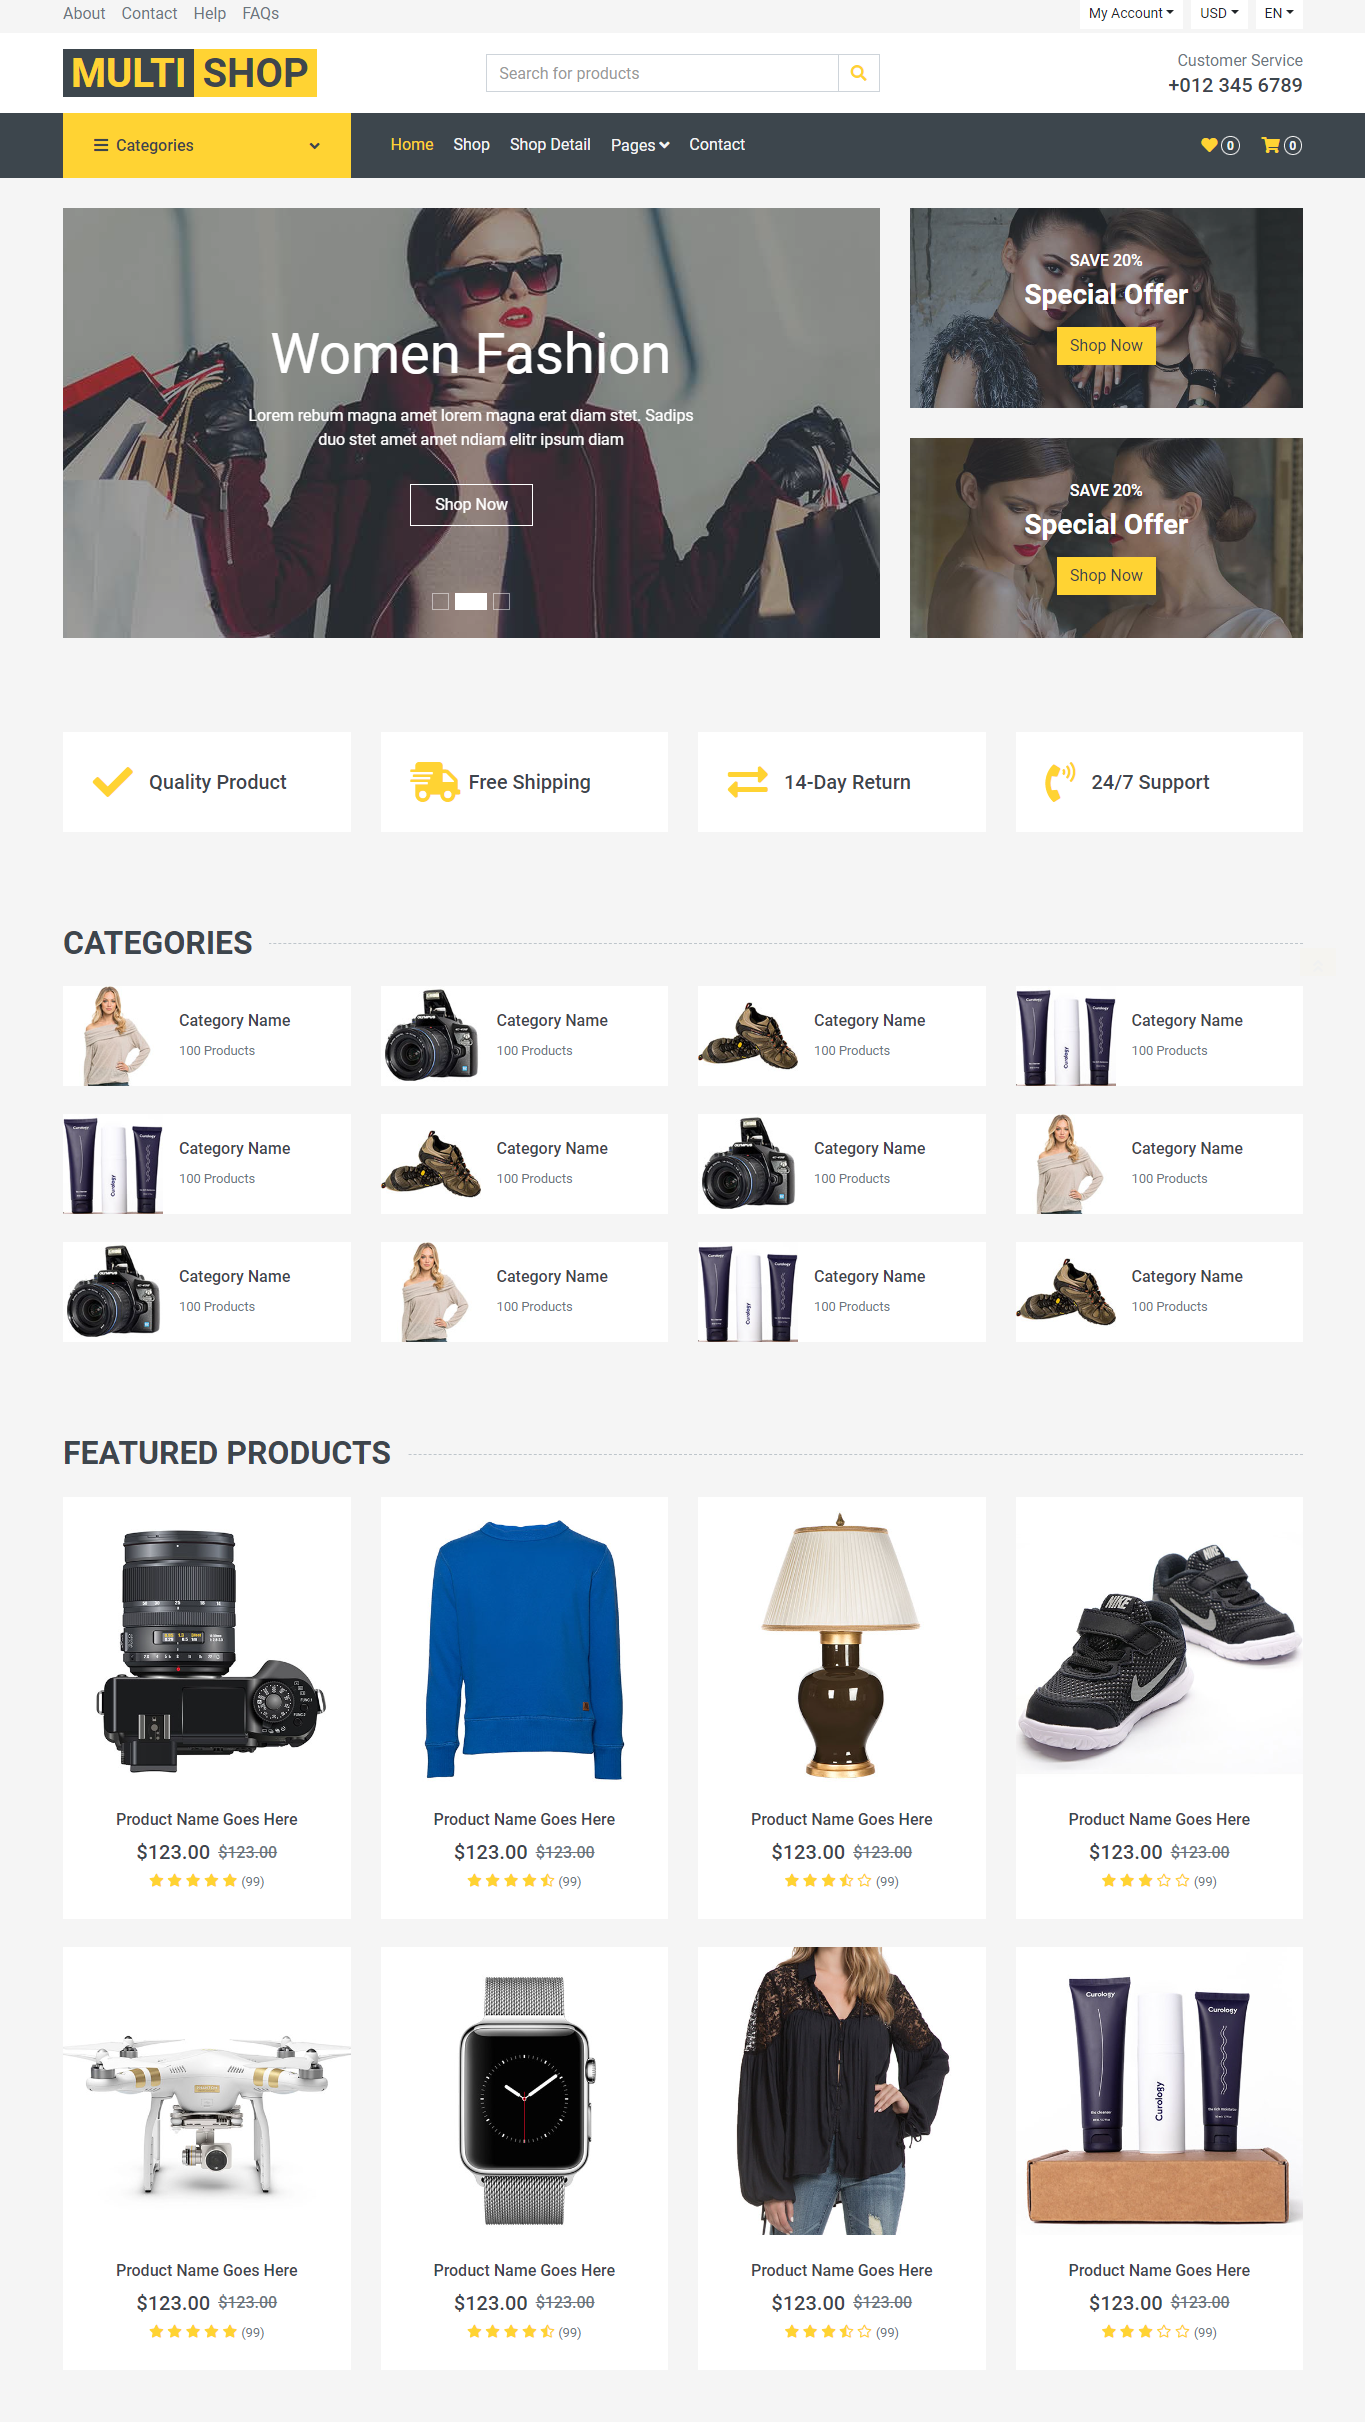 About Contact Help FAQs My Account USD EN
MULTI SHOP
Search for products
Customer Service
+012 345 6789
Categories
Home Shop Shop Detail Pages Contact 0 0
Women Fashion
Lorem rebum magna amet lorem magna erat diam stet. Sadips
duo stet amet amet ndiam elitr ipsum diam
Shop Now
SAVE 20%
Special Offer
Shop Now
SAVE 20%
Special Offer
Shop Now
Quality Product Free Shipping 14-Day Return 24/7 Support
CATEGORIES
Category Name Category Name Category Name Category Name
100 Products 100 Products 100 Products 100 Products
Category Name Category Name Category Name Category Name
100 Products 100 Products 100 Products 100 Products
Category Name Category Name Category Name Category Name
100 Products 100 Products 100 Products 100 Products
FEATURED PRODUCTS
NIKE
NIKE
Product Name Goes Here Product Name Goes Here Product Name Goes Here Product Name Goes Here
$123.00 $123.00 $123.00 $123.00 $123.00 $123.00 $123.00 $123.00
(99) (99) (99) (99)
Curology Curology Curology
Product Name Goes Here Product Name Goes Here Product Name Goes Here Product Name Goes Here
$123.00 $123.00 $123.00 $123.00 $123.00 $123.00 $123.00 $123.00
(99) (99) (99) (99)